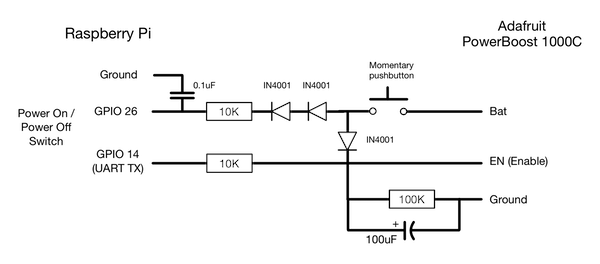 Raspberry Pi
Adafruit
PowerBoost 1000C
Momentary
pushbutton
Ground
0.1uF
IN4001
IN4001
Power On /
Power Off
Switch
GPIO 26
10K
Bat
IN4001
GPIO 14
(UART TX)
10K
EN (Enable)
100K
Ground
+
100uF